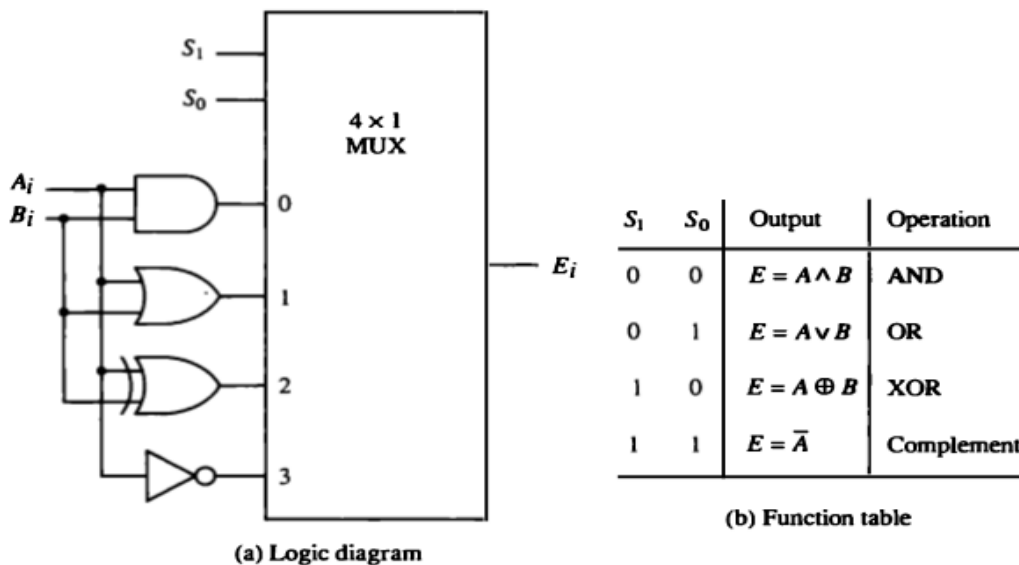 S₁
S₀
4 × 1
MUX
Aᵢ
Bᵢ
0
1
2
3
Eᵢ
(a) Logic diagram
S₁ S₀ Output Operation
0 0 E = A ∧ B AND
0 1 E = A ∨ B OR
1 0 E = A ⊕ B XOR
1 1 E = A̅ Complement
(b) Function table